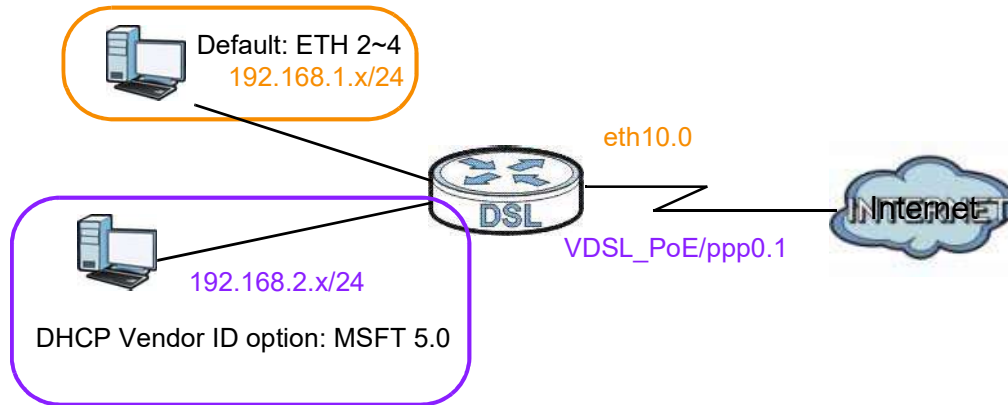 Default: ETH 2~4
192.168.1.x/24
eth10.0
DSL
INTERNET
Internet
VDSL_PoE/ppp0.1
192.168.2.x/24
DHCP Vendor ID option: MSFT 5.0